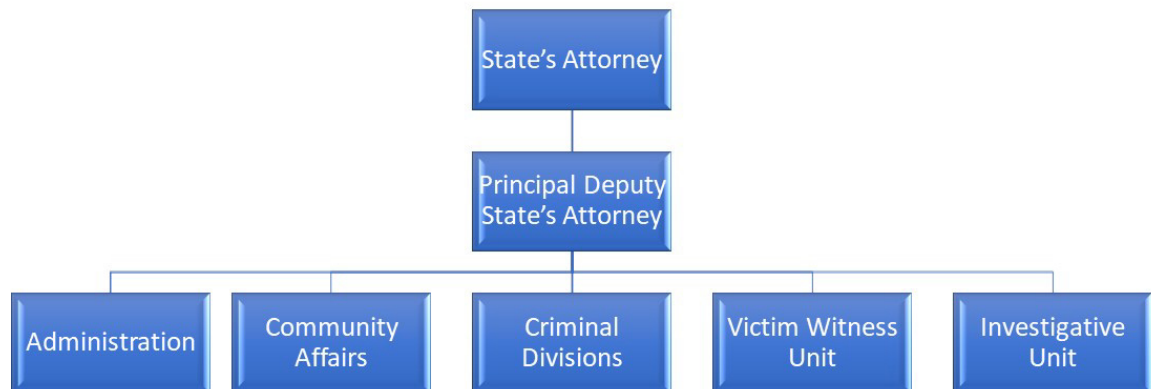 State’s Attorney
Principal Deputy
State’s Attorney
Administration
Community
Affairs
Criminal
Divisions
Victim Witness
Unit
Investigative
Unit